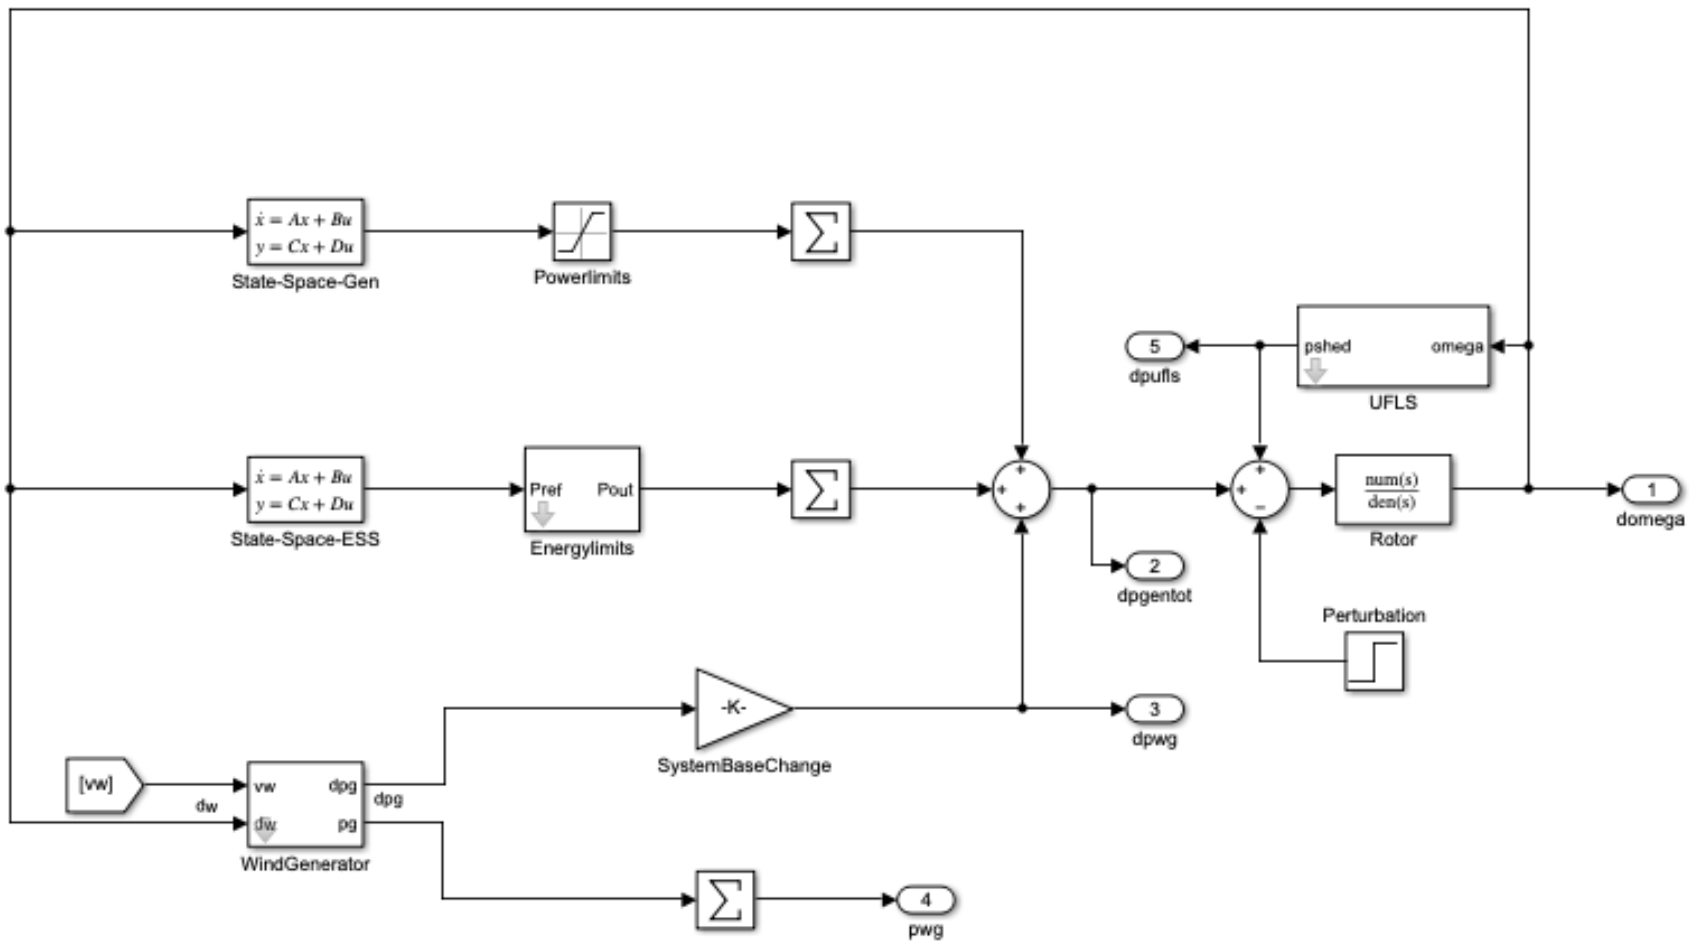 ẋ = Ax + Bu
y = Cx + Du
State-Space-Gen
Powerlimits
∑
5
dpufls
pshed
omega
UFLS
ẋ = Ax + Bu
y = Cx + Du
State-Space-ESS
Pref
Pout
Energylimits
∑
+
+
+
+
+
−
num(s)
den(s)
Rotor
1
domega
2
dpgentot
Perturbation
-K-
SystemBaseChange
3
dpwg
[vw]
dw
vw
dw
dpg
pg
dpg
WindGenerator
∑
4
pwg